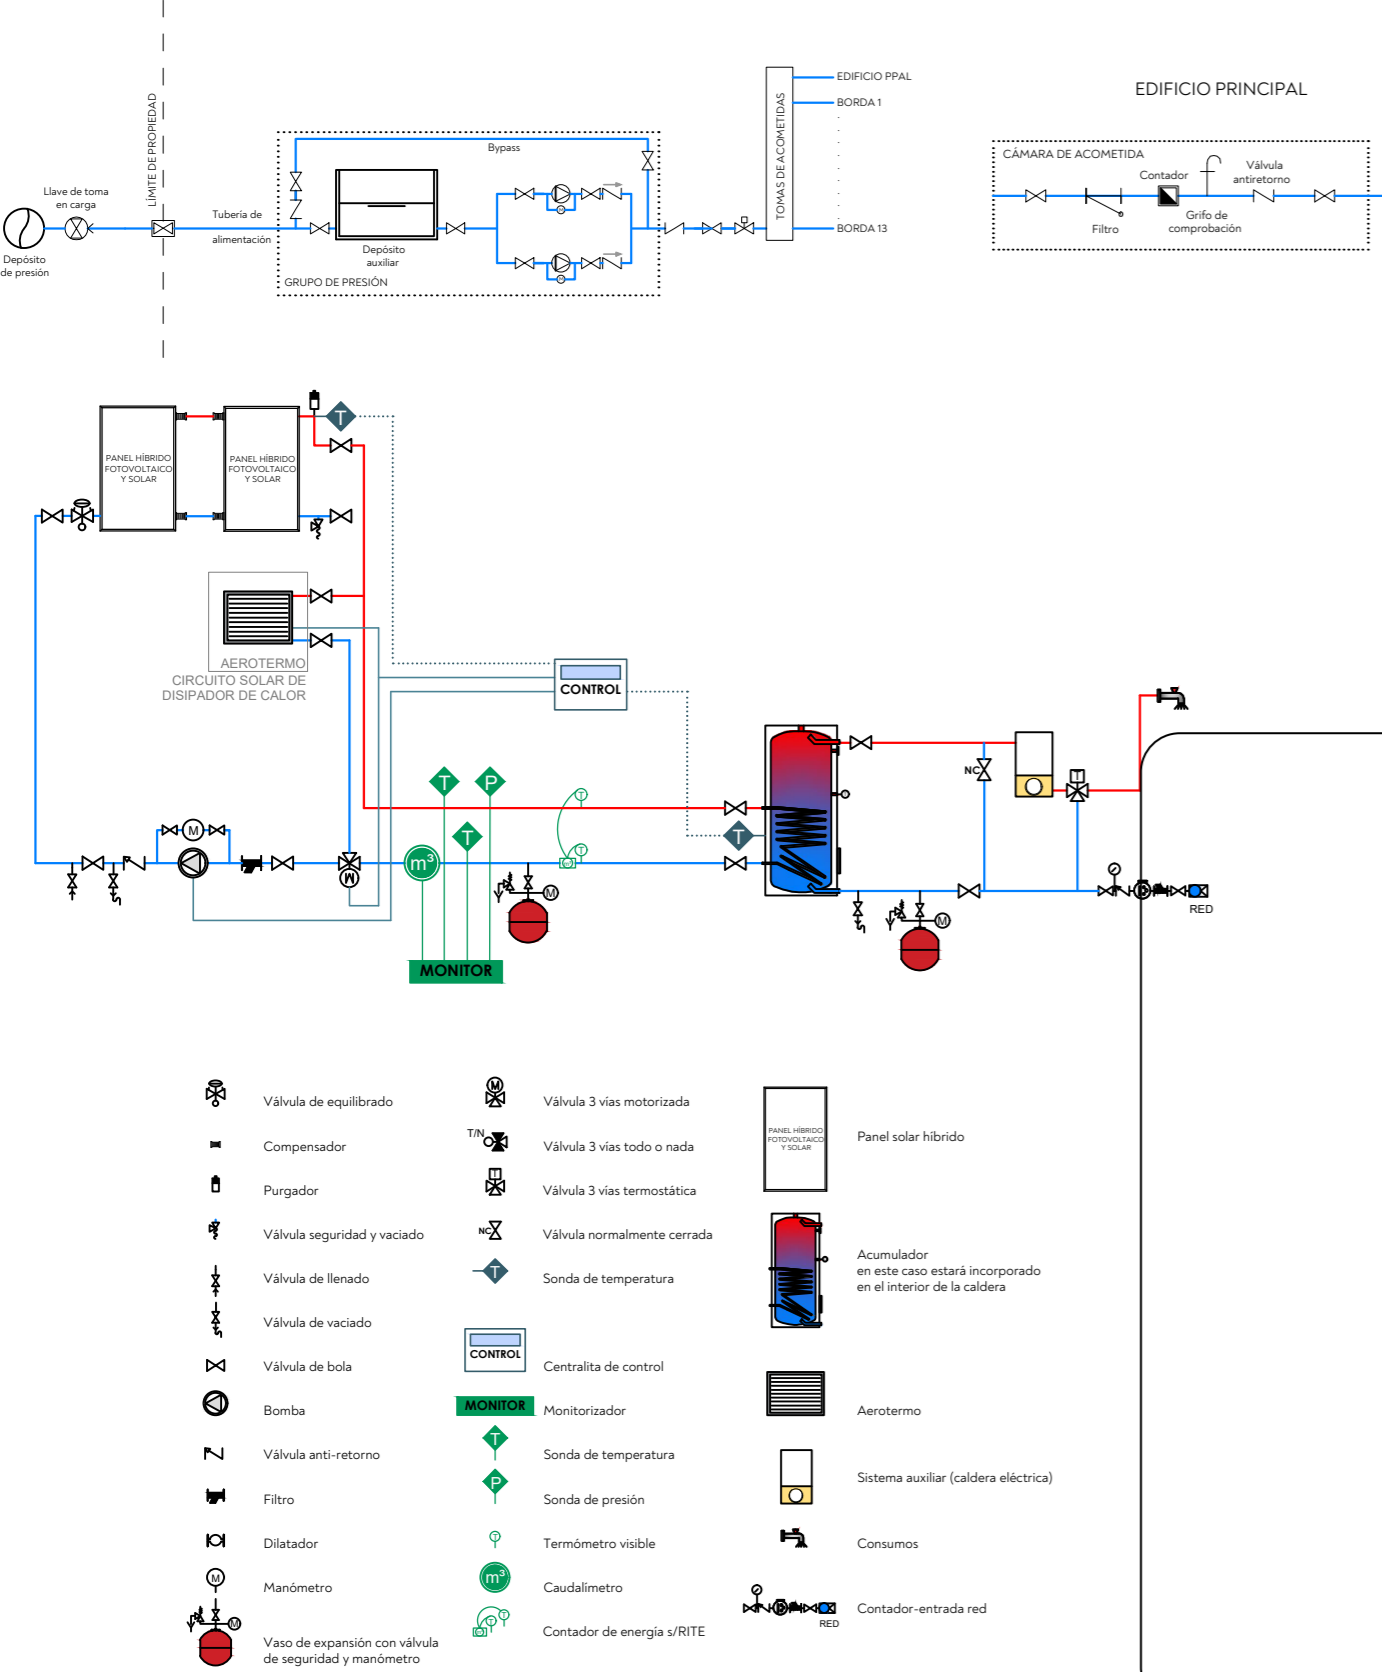 EDIFICIO PPAL
EDIFICIO PRINCIPAL
LÍMITE DE PROPIEDAD
TOMAS DE ACOMETIDAS
BORDA 1
Bypass
CÁMARA DE ACOMETIDA
Contador
Válvula
antiretorno
Llave de toma
en carga
Tubería de
alimentación
Grifo de
comprobación
Filtro
BORDA 13
Depósito
de presión
Depósito
auxiliar
GRUPO DE PRESIÓN
T
PANEL HÍBRIDO
FOTOVOLTAICO
Y SOLAR
PANEL HÍBRIDO
FOTOVOLTAICO
Y SOLAR
AEROTERMO
CIRCUITO SOLAR DE
DISIPADOR DE CALOR
CONTROL
NC
T
T
P
T
T
T
T
M
M
m³
m³
M
M
RED
MONITOR
M
Válvula de equilibrado
Válvula 3 vías motorizada
PANEL HÍBRIDO
FOTOVOLTAICO
Y SOLAR
Panel solar híbrido
Compensador
T/N
Válvula 3 vías todo o nada
Purgador
T
Válvula 3 vías termostática
Válvula seguridad y vaciado
NC
Válvula normalmente cerrada
Acumulador
en este caso estará incorporado
en el interior de la caldera
Válvula de llenado
T
Sonda de temperatura
Válvula de vaciado
CONTROL
Válvula de bola
Centralita de control
Bomba
MONITOR
Monitorizador
Aerotermo
Válvula anti-retorno
T
Sonda de temperatura
Sistema auxiliar (caldera eléctrica)
Filtro
P
Sonda de presión
Dilatador
T
Termómetro visible
Consumos
M
Manómetro
m³
Caudalímetro
Contador-entrada red
RED
M
Vaso de expansión con válvula
de seguridad y manómetro
T
T
Contador de energía s/RITE